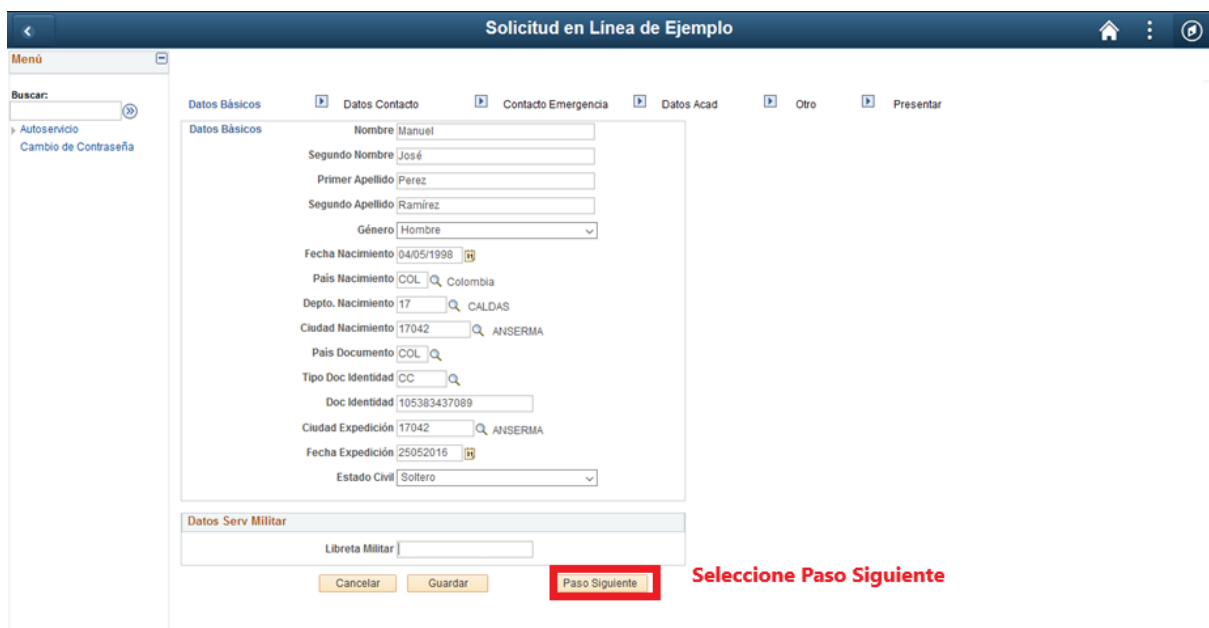 Solicitud en Línea de Ejemplo
Menú
Buscar:
Autoservicio
Cambio de Contraseña
Datos Básicos Datos Contacto Contacto Emergencia Datos Acad Otro Presentar
Datos Básicos
Nombre Manuel
Segundo Nombre José
Primer Apellido Perez
Segundo Apellido Ramírez
Género Hombre
Fecha Nacimiento 04/05/1998
País Nacimiento COL Colombia
Depto. Nacimiento 17 CALDAS
Ciudad Nacimiento 17042 ANSERMA
País Documento COL
Tipo Doc Identidad CC
Doc Identidad 105383437089
Ciudad Expedición 17042 ANSERMA
Fecha Expedición 25052016
Estado Civil Soltero
Datos Serv Militar
Libreta Militar
Cancelar Guardar Paso Siguiente Seleccione Paso Siguiente